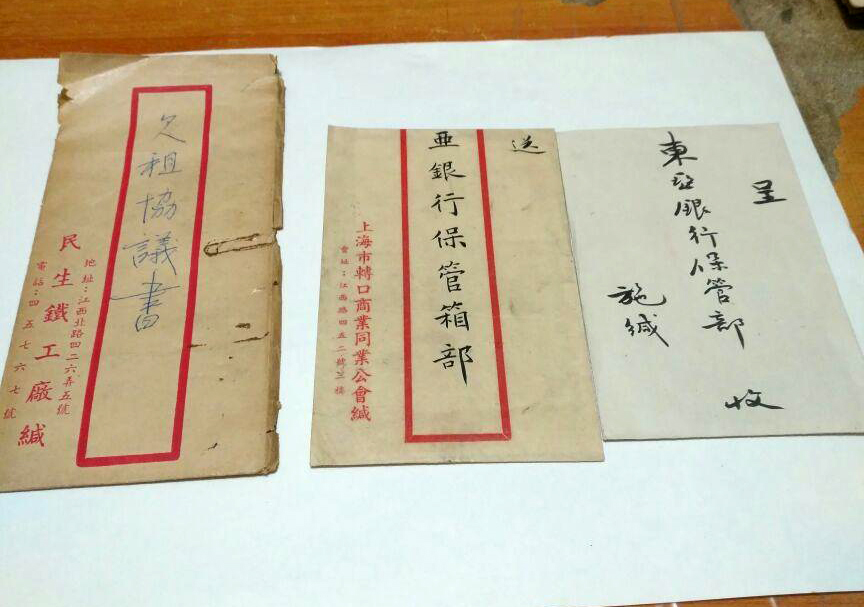 欠租協議書
地址：江西北路四二六弄五號
電話：四五七六七號
民生鐵工廠緘
送
亜銀行保管箱部
上海市轉口商業同業公會緘
會址：江西路四五二號三樓
呈
東亞銀行保管部
收
施緘